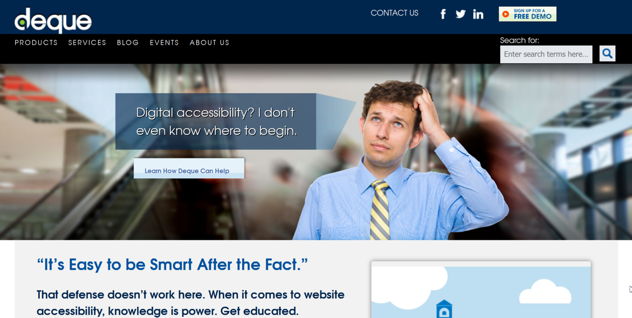 deque
CONTACT US
SIGN UP FOR A
FREE DEMO
PRODUCTS SERVICES BLOG EVENTS ABOUT US
Search for:
Enter search terms here...
Digital accessibility? I don't
even know where to begin.
Learn How Deque Can Help
“It’s Easy to be Smart After the Fact.”
That defense doesn’t work here. When it comes to website
accessibility, knowledge is power. Get educated.